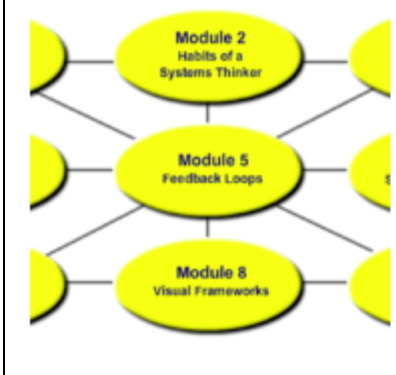 Module 2
Habits of a
Systems Thinker
Module 5
Feedback Loops
S
Module 8
Visual Frameworks